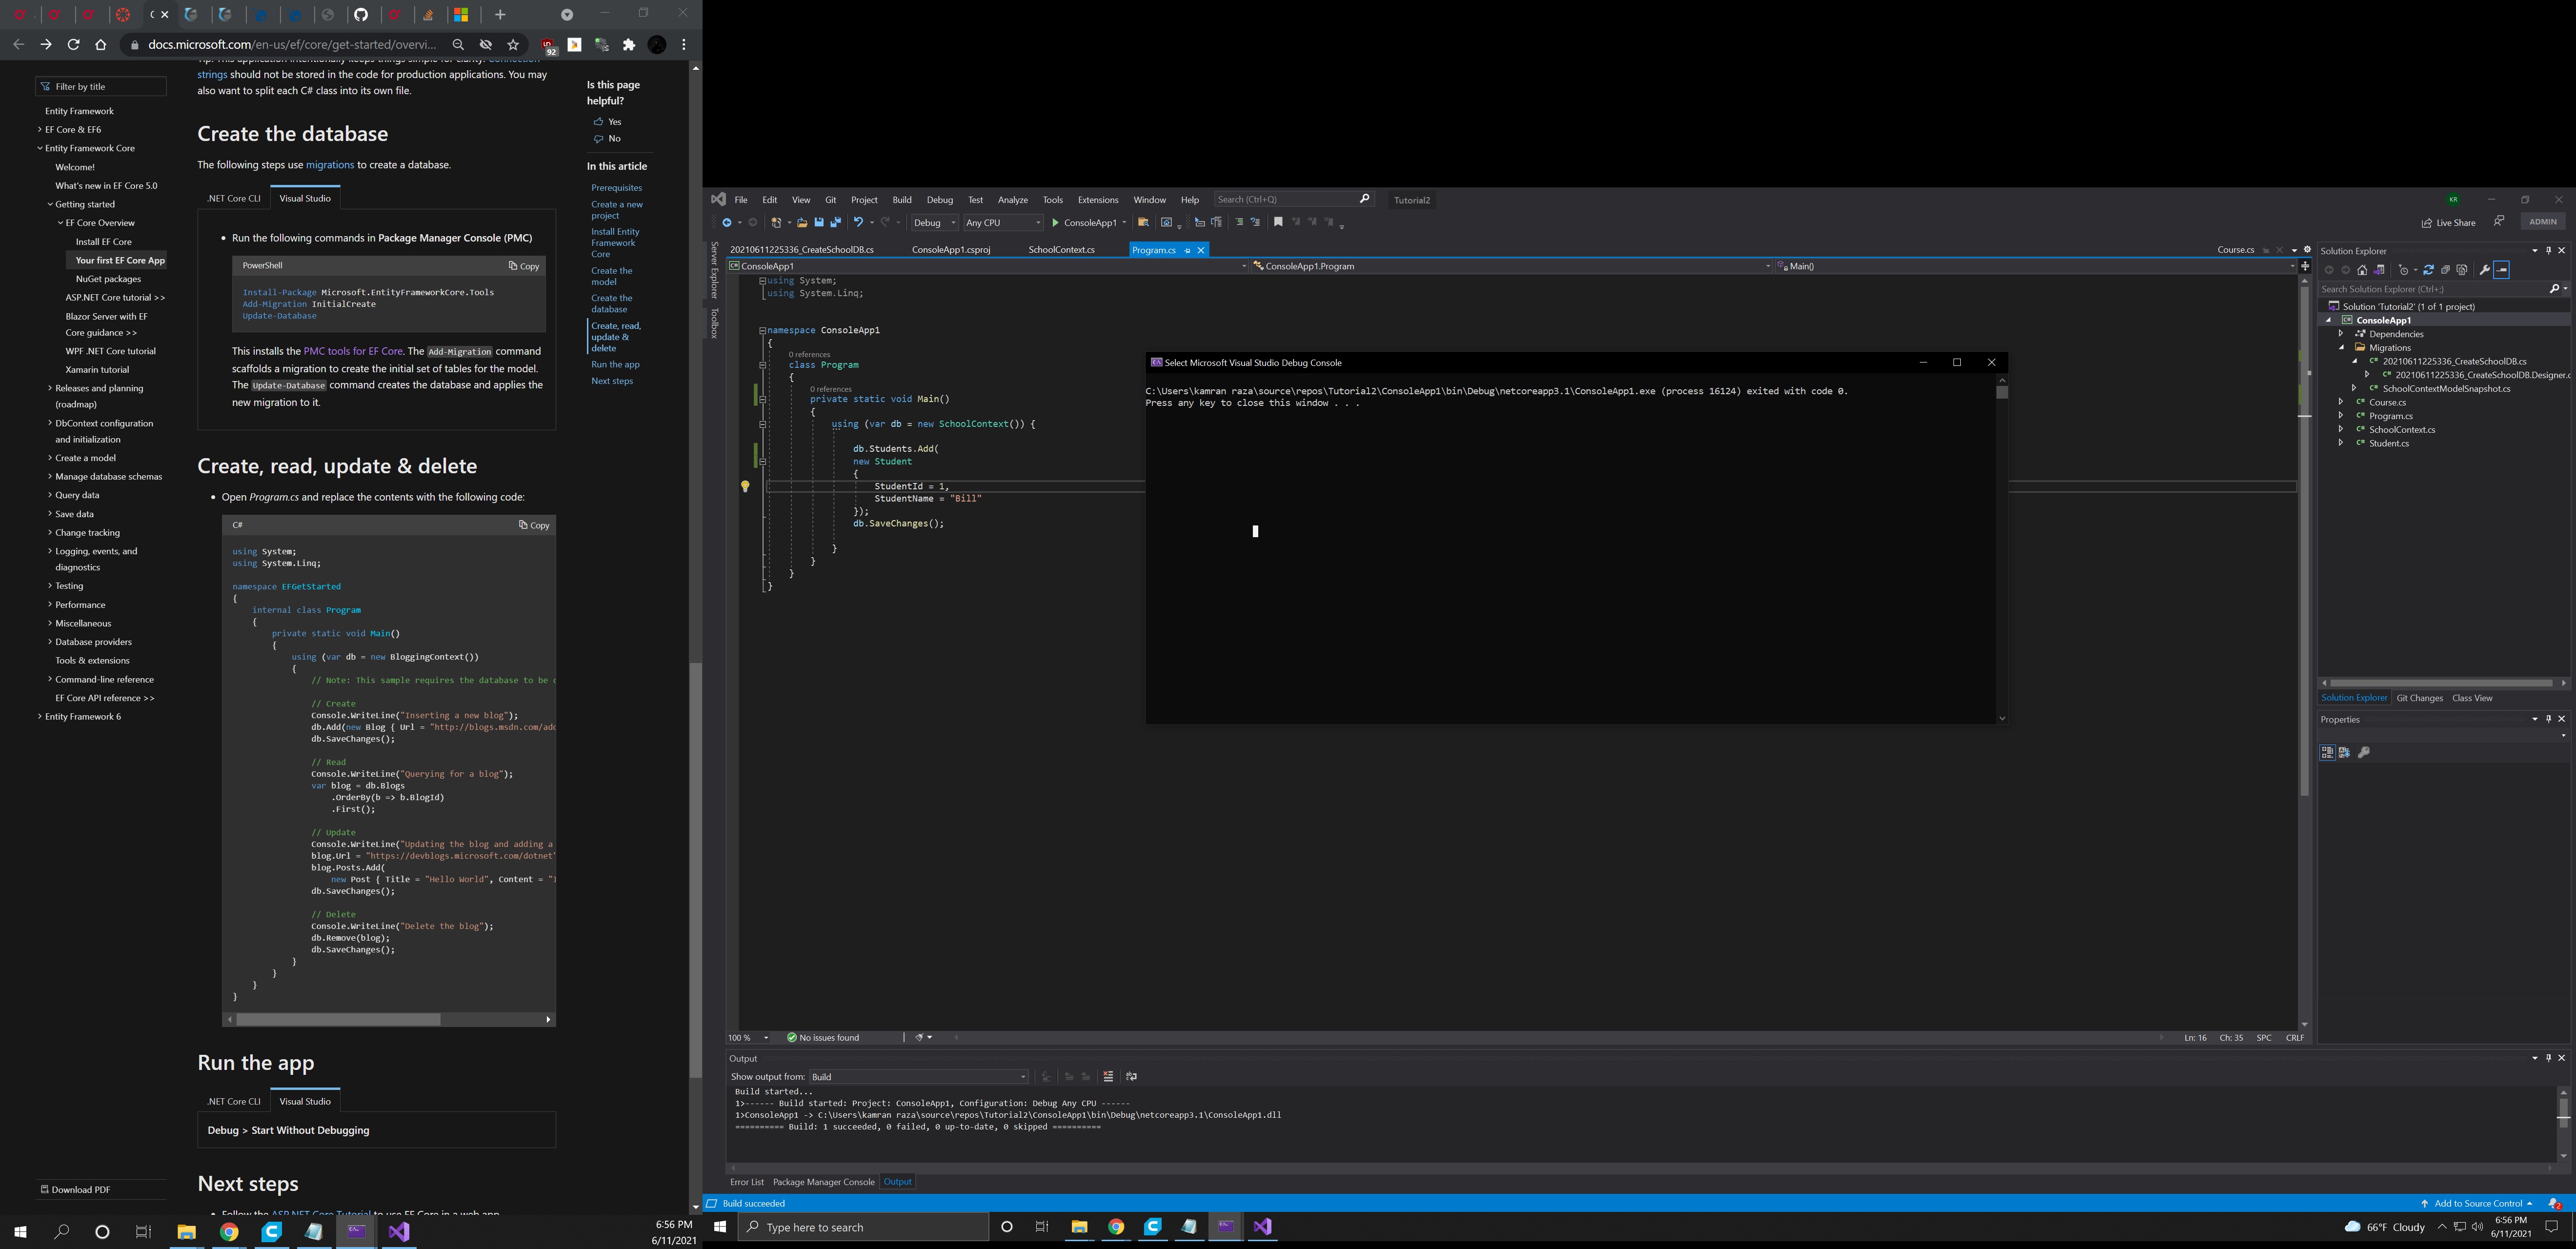 docs.microsoft.com/en-us/ef/core/get-started/overvi...
92
Filter by title
Entity Framework
EF Core & EF6
Entity Framework Core
Welcome!
What's new in EF Core 5.0
Getting started
EF Core Overview
Install EF Core
Your first EF Core App
NuGet packages
ASP.NET Core tutorial >>
Blazor Server with EF
Core guidance >>
WPF .NET Core tutorial
Xamarin tutorial
Releases and planning
(roadmap)
DbContext configuration
and initialization
Create a model
Manage database schemas
Query data
Save data
Change tracking
Logging, events, and
diagnostics
Testing
Performance
Miscellaneous
Database providers
Tools & extensions
Command-line reference
EF Core API reference >>
Entity Framework 6
Download PDF
Tip: This application intentionally keeps things simple for clarity. Connection
strings should not be stored in the code for production applications. You may
also want to split each C# class into its own file.
Create the database
The following steps use migrations to create a database.
.NET Core CLI Visual Studio
Run the following commands in Package Manager Console (PMC)
PowerShell Copy
Install-Package Microsoft.EntityFrameworkCore.Tools
Add-Migration InitialCreate
Update-Database
This installs the PMC tools for EF Core. The Add-Migration command
scaffolds a migration to create the initial set of tables for the model.
The Update-Database command creates the database and applies the
new migration to it.
Create, read, update & delete
Open Program.cs and replace the contents with the following code:
C# Copy
using System;
using System.Linq;
namespace EFGetStarted
{
internal class Program
{
private static void Main()
{
using (var db = new BloggingContext())
{
// Note: This sample requires the database to be c
// Create
Console.WriteLine("Inserting a new blog");
db.Add(new Blog { Url = "http://blogs.msdn.com/ado
db.SaveChanges();
// Read
Console.WriteLine("Querying for a blog");
var blog = db.Blogs
.OrderBy(b => b.BlogId)
.First();
// Update
Console.WriteLine("Updating the blog and adding a
blog.Url = "https://devblogs.microsoft.com/dotnet"
blog.Posts.Add(
new Post { Title = "Hello World", Content = "I
db.SaveChanges();
// Delete
Console.WriteLine("Delete the blog");
db.Remove(blog);
db.SaveChanges();
}
}
}
}
Run the app
.NET Core CLI Visual Studio
Debug > Start Without Debugging
Next steps
Follow the ASP.NET Core Tutorial to use EF Core in a web app
Is this page
helpful?
Yes
No
In this article
Prerequisites
Create a new
project
Install Entity
Framework
Core
Create the
model
Create the
database
Create, read,
update &
delete
Run the app
Next steps
6:56 PM
6/11/2021
File Edit View Git Project Build Debug Test Analyze Tools Extensions Window Help Search (Ctrl+Q) Tutorial2 KR
Debug Any CPU ConsoleApp1 Live Share ADMIN
Server Explorer
Toolbox
20210611225336_CreateSchoolDB.cs ConsoleApp1.csproj SchoolContext.cs Program.cs Course.cs
ConsoleApp1 ConsoleApp1.Program Main()
using System;
using System.Linq;
namespace ConsoleApp1
{
0 references
class Program
{
0 references
private static void Main()
{
using (var db = new SchoolContext()) {
db.Students.Add(
new Student
{
StudentId = 1,
StudentName = "Bill"
});
db.SaveChanges();
}
}
}
}
Select Microsoft Visual Studio Debug Console
C:\Users\kamran raza\source\repos\Tutorial2\ConsoleApp1\bin\Debug\netcoreapp3.1\ConsoleApp1.exe (process 16124) exited with code 0.
Press any key to close this window . . .
100 % No issues found Ln: 16 Ch: 35 SPC CRLF
Output
Show output from: Build
Build started...
1>------ Build started: Project: ConsoleApp1, Configuration: Debug Any CPU ------
1>ConsoleApp1 -> C:\Users\kamran raza\source\repos\Tutorial2\ConsoleApp1\bin\Debug\netcoreapp3.1\ConsoleApp1.dll
========== Build: 1 succeeded, 0 failed, 0 up-to-date, 0 skipped ==========
Error List Package Manager Console Output
Build succeeded Add to Source Control 2
Solution Explorer
Search Solution Explorer (Ctrl+;)
Solution 'Tutorial2' (1 of 1 project)
ConsoleApp1
Dependencies
Migrations
20210611225336_CreateSchoolDB.cs
20210611225336_CreateSchoolDB.Designer.c
SchoolContextModelSnapshot.cs
Course.cs
Program.cs
SchoolContext.cs
Student.cs
Solution Explorer Git Changes Class View
Properties
Type here to search
66°F Cloudy
6:56 PM
6/11/2021